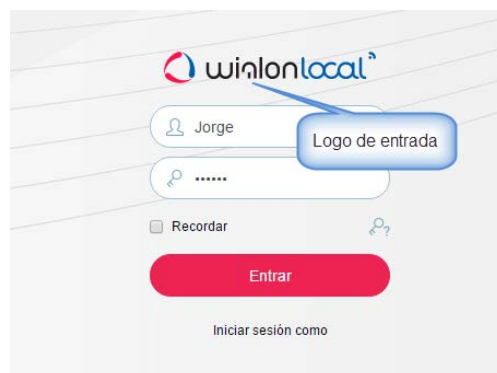 wialonlocal
Jorge
Logo de entrada
••••••
Recordar
?
Entrar
Iniciar sesión como